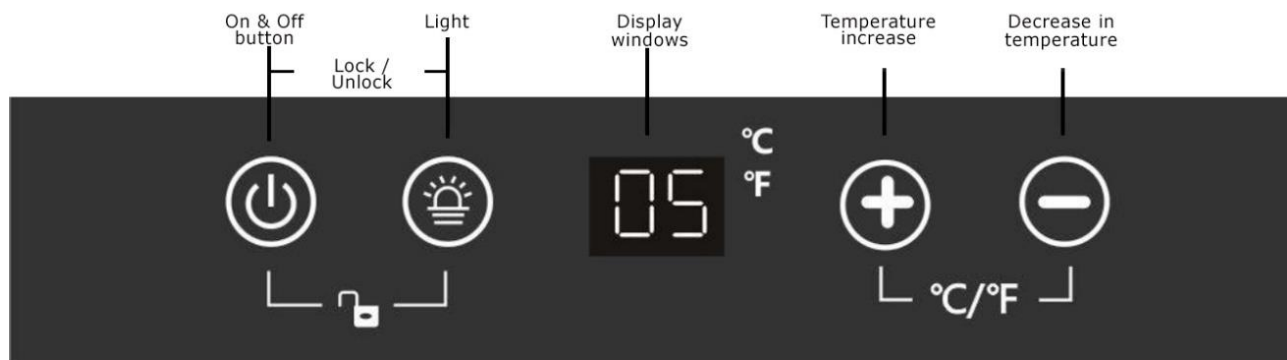 On & Off
button
Light
Display
windows
Temperature
increase
Decrease in
temperature
Lock /
Unlock
°C
°F
05
°C/°F